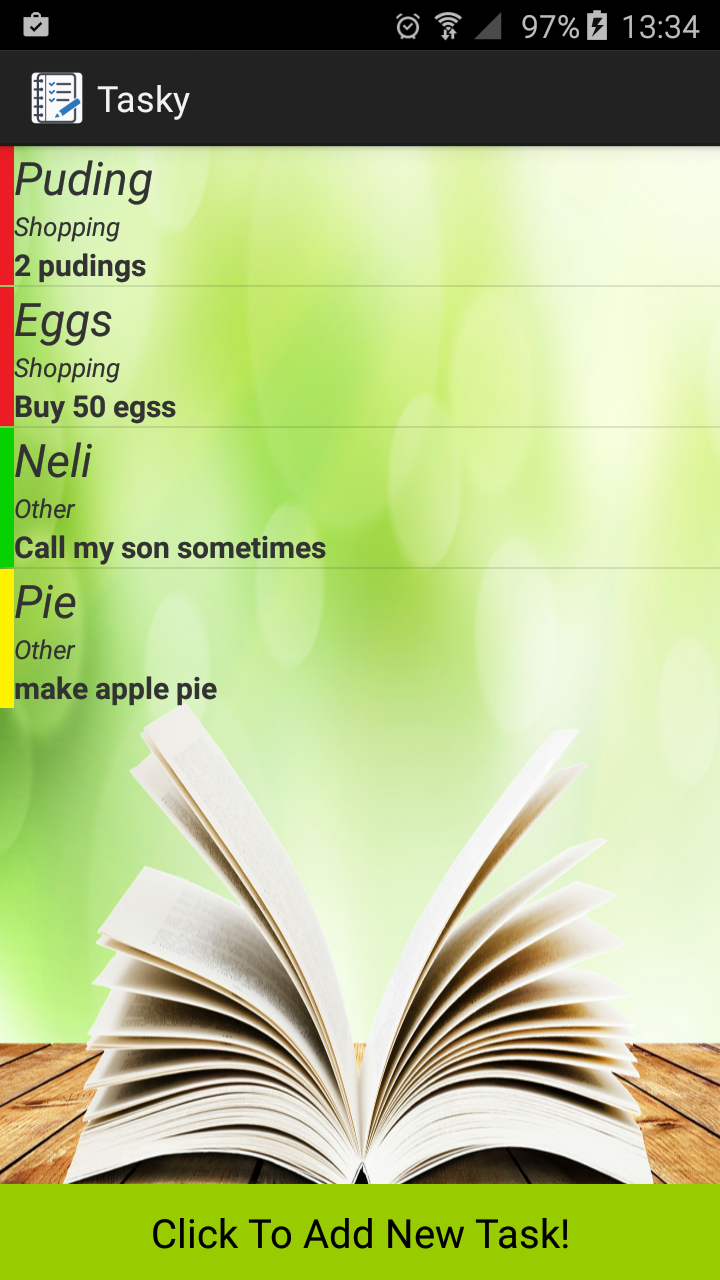 97% 13:34
Tasky
Puding
Shopping
2 pudings
Eggs
Shopping
Buy 50 egss
Neli
Other
Call my son sometimes
Pie
Other
make apple pie
Click To Add New Task!